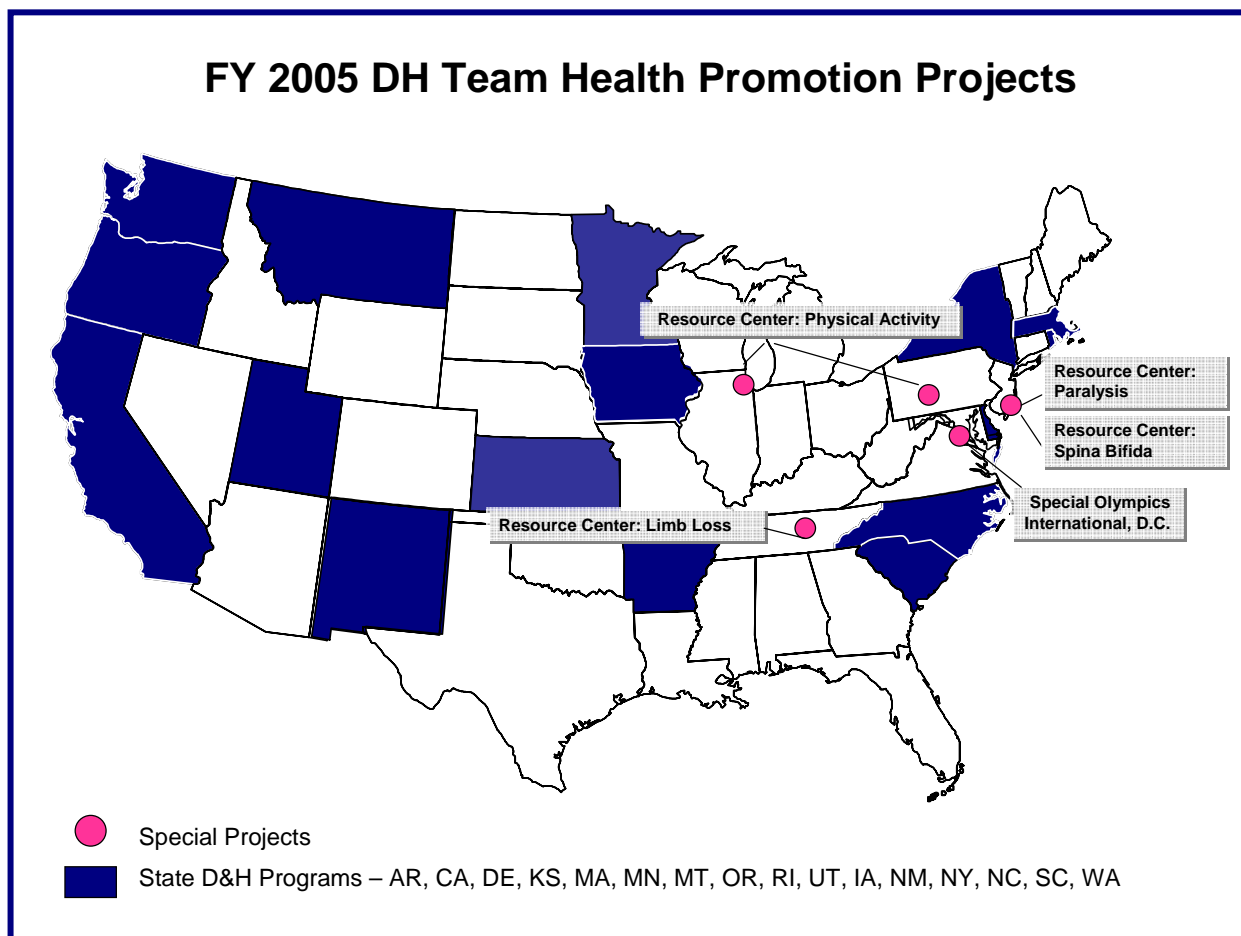 FY 2005 DH Team Health Promotion Projects
Resource Center: Physical Activity
Resource Center:
Paralysis
Resource Center:
Spina Bifida
Special Olympics
International, D.C.
Resource Center: Limb Loss
Special Projects
State D&H Programs – AR, CA, DE, KS, MA, MN, MT, OR, RI, UT, IA, NM, NY, NC, SC, WA